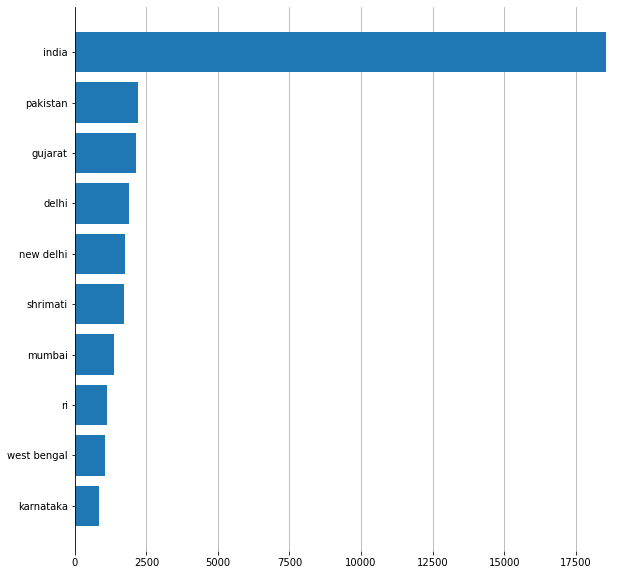 india
pakistan
gujarat
delhi
new delhi
shrimati
mumbai
ri
west bengal
karnataka
0 2500 5000 7500 10000 12500 15000 17500